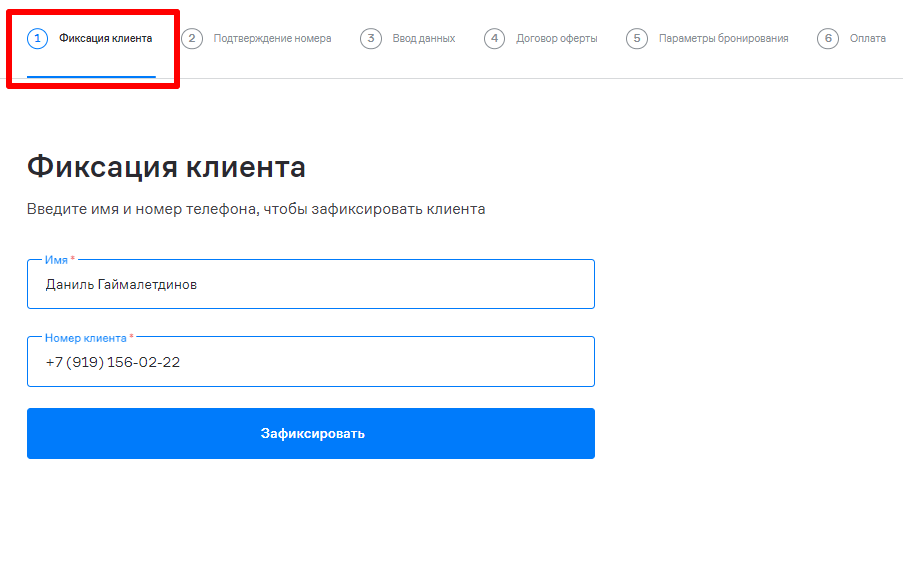 1 Фиксация клиента 2 Подтверждение номера 3 Ввод данных 4 Договор оферты 5 Параметры бронирования 6 Оплата
Фиксация клиента
Введите имя и номер телефона, чтобы зафиксировать клиента
Имя *
Даниль Гаймалетдинов
Номер клиента *
+7 (919) 156-02-22
Зафиксировать